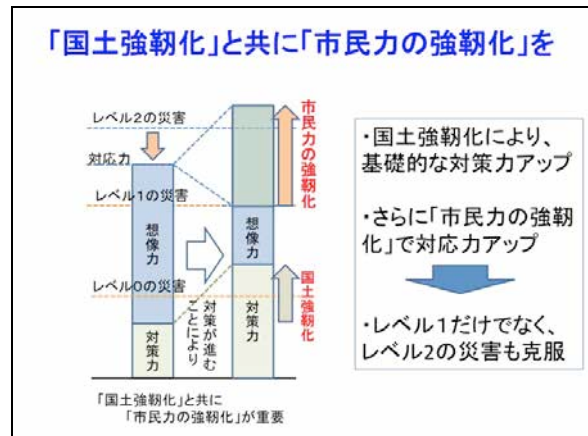 「国土強靭化」と共に「市民力の強靭化」を
レベル2の災害
対応力
レベル1の災害
想像力
レベル0の災害
対策力
対策が進む
ことにより
想像力
対策力
市民力の強靭化
国土強靭化
「国土強靭化」と共に
「市民力の強靭化」が重要
・国土強靭化により、
基礎的な対策力アップ
・さらに「市民力の強靭
化」で対応力アップ
・レベル1だけでなく、
レベル2の災害も克服